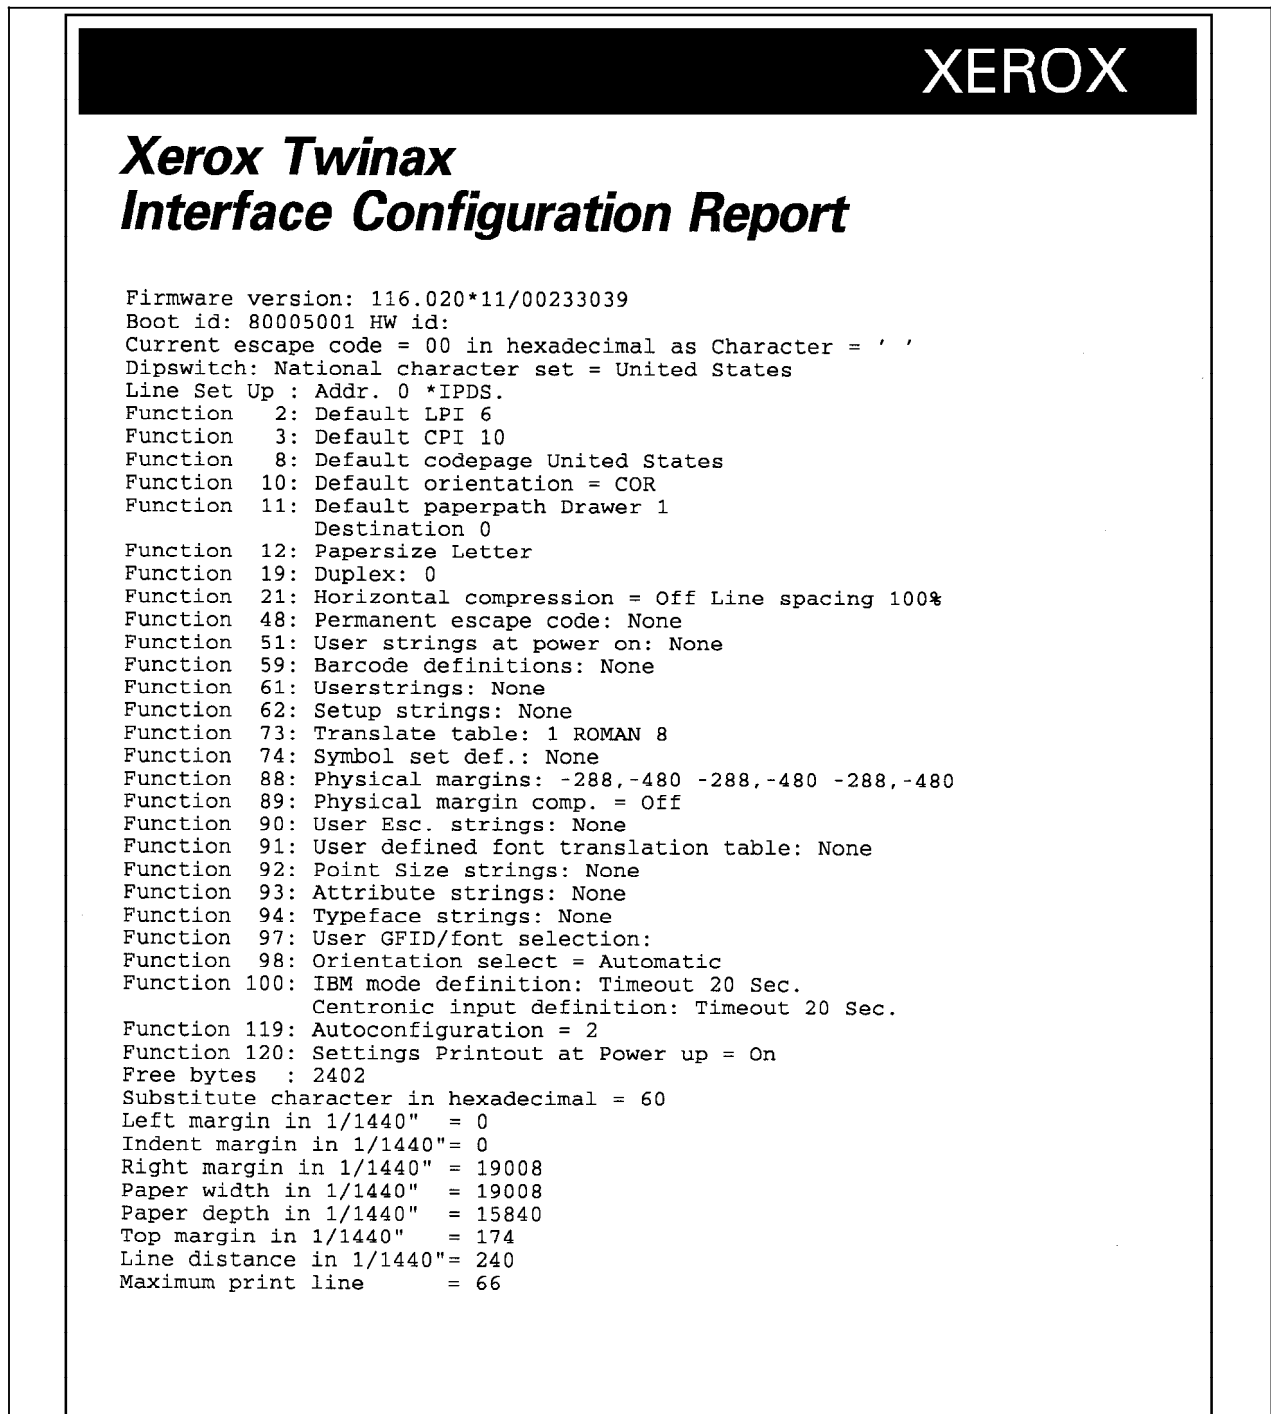 XEROX
Xerox Twinax
Interface Configuration Report
Firmware version: 116.020*11/00233039
Boot id: 80005001 HW id:
Current escape code = 00 in hexadecimal as Character = ' '
Dipswitch: National character set = United States
Line Set Up : Addr. 0 *IPDS.
Function   2: Default LPI 6
Function   3: Default CPI 10
Function   8: Default codepage United States
Function  10: Default orientation = COR
Function  11: Default paperpath Drawer 1
Destination 0
Function  12: Papersize Letter
Function  19: Duplex: 0
Function  21: Horizontal compression = Off Line spacing 100%
Function  48: Permanent escape code: None
Function  51: User strings at power on: None
Function  59: Barcode definitions: None
Function  61: Userstrings: None
Function  62: Setup strings: None
Function  73: Translate table: 1 ROMAN 8
Function  74: Symbol set def.: None
Function  88: Physical margins: -288,-480 -288,-480 -288,-480
Function  89: Physical margin comp. = Off
Function  90: User Esc. strings: None
Function  91: User defined font translation table: None
Function  92: Point Size strings: None
Function  93: Attribute strings: None
Function  94: Typeface strings: None
Function  97: User GFID/font selection:
Function  98: Orientation select = Automatic
Function 100: IBM mode definition: Timeout 20 Sec.
Centronic input definition: Timeout 20 Sec.
Function 119: Autoconfiguration = 2
Function 120: Settings Printout at Power up = On
Free bytes  : 2402
Substitute character in hexadecimal = 60
Left margin in 1/1440"  = 0
Indent margin in 1/1440"= 0
Right margin in 1/1440" = 19008
Paper width in 1/1440"  = 19008
Paper depth in 1/1440"  = 15840
Top margin in 1/1440"   = 174
Line distance in 1/1440"= 240
Maximum print line      = 66